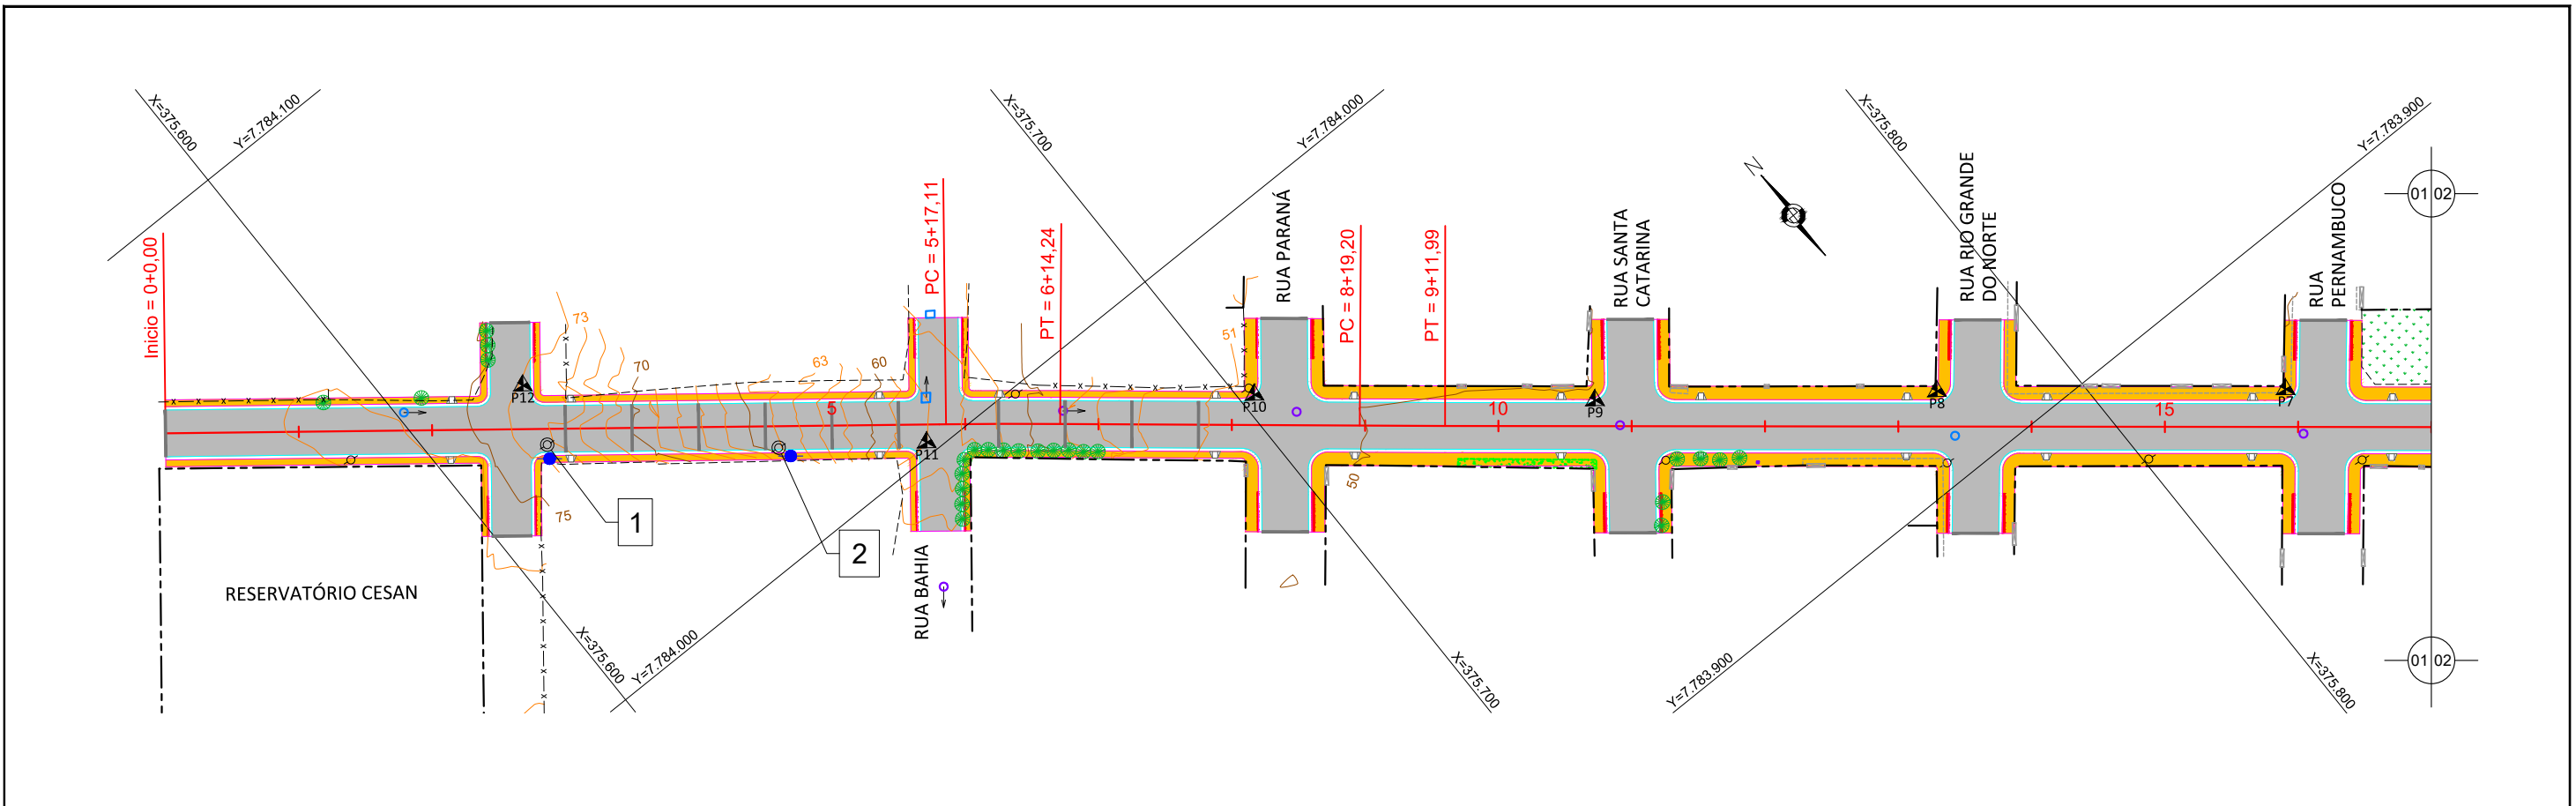 X=375.600
Y=7.784.100
X=375.700
Y=7.784.000
X=375.800
Y=7.783.900
N
01 02
Inicio = 0+0,00
PC = 5+17,11
PT = 6+14,24
RUA PARANÁ
PC = 8+19,20
PT = 9+11,99
RUA SANTA
CATARINA
RUA RIO GRANDE
DO NORTE
RUA
PERNAMBUCO
73
70
63
60
51
P12
P11
P10
P9
P8
P7
5
10
15
75
50
1
2
RESERVATÓRIO CESAN
RUA BAHIA
X=375.600
Y=7.784.000
X=375.700
Y=7.783.900
X=375.800
01 02